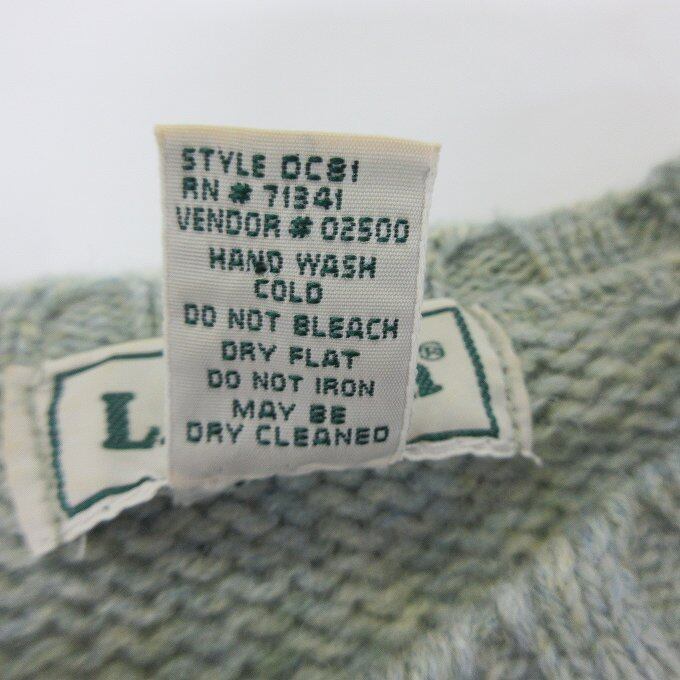 STYLE DC81
RN # 71341
VENDOR # 02500
HAND WASH
COLD
DO NOT BLEACH
DRY FLAT
DO NOT IRON
MAY BE
DRY CLEANED